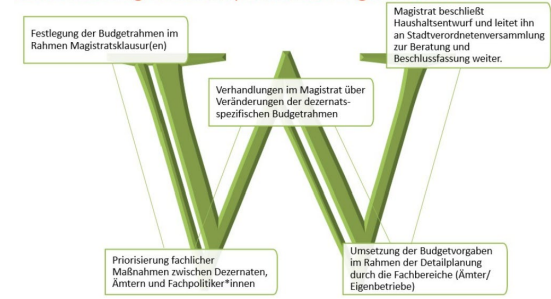 Festlegung der Budgetrahmen im
Rahmen Magistratsklausur(en)
Magistrat beschließt
Haushaltsentwurf und leitet ihn
an Stadtverordnetenversammlung
zur Beratung und
Beschlussfassung weiter.
Verhandlungen im Magistrat über
Veränderungen der dezernats-
spezifischen Budgetrahmen
Priorisierung fachlicher
Maßnahmen zwischen Dezernaten,
Ämtern und Fachpolitiker*innen
Umsetzung der Budgetvorgaben
im Rahmen der Detailplanung
durch die Fachbereiche (Ämter/
Eigenbetriebe)